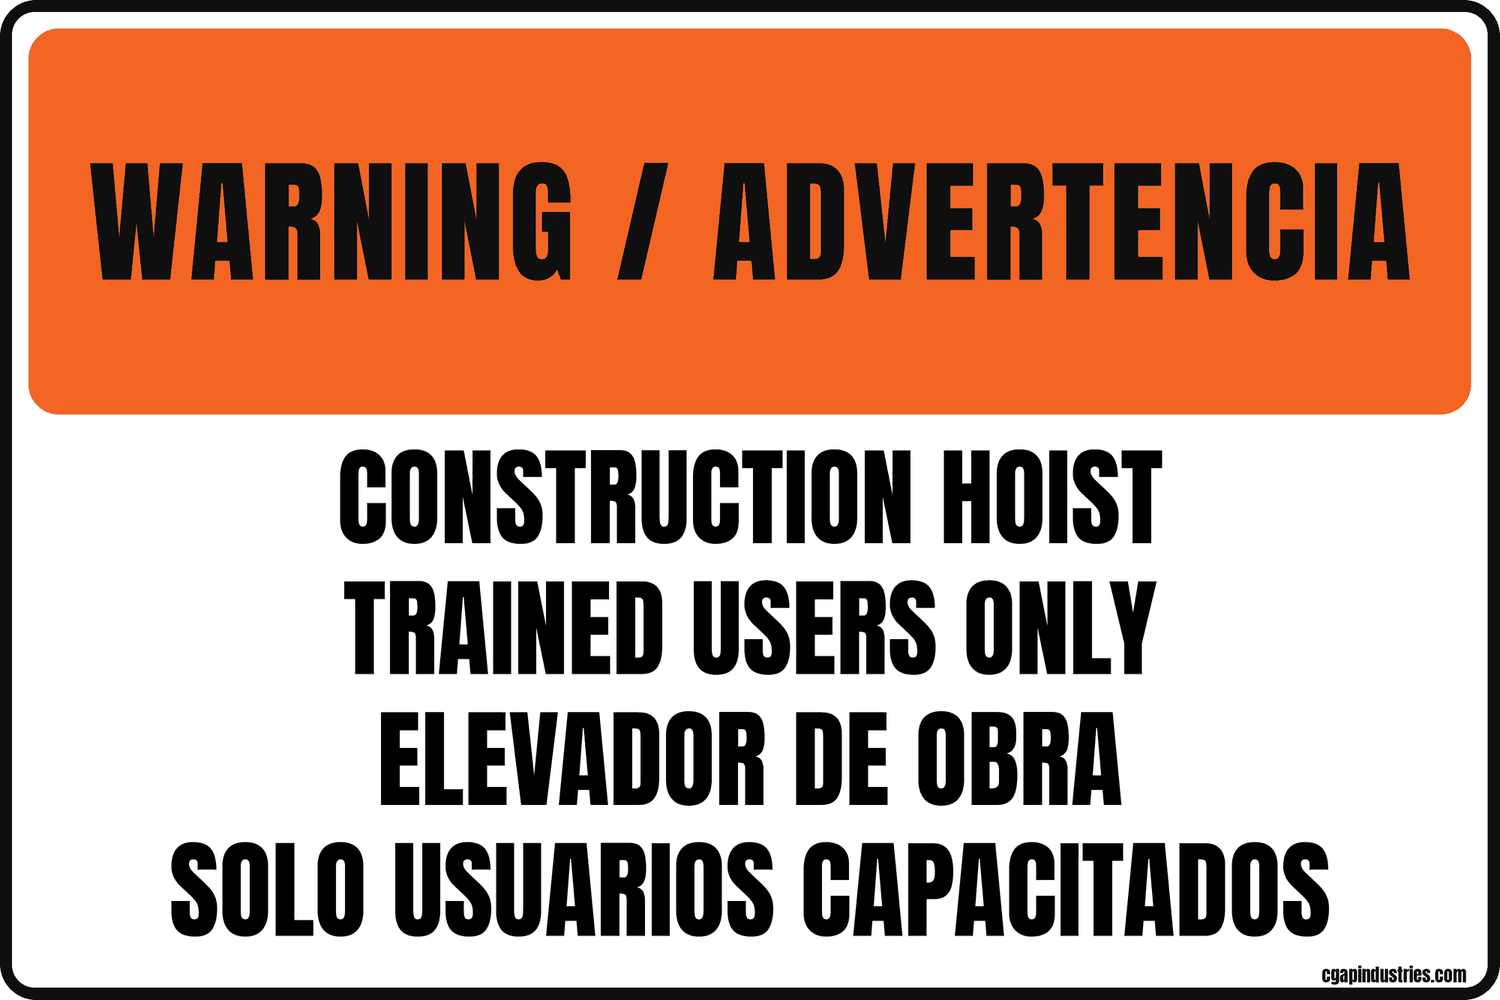 WARNING / ADVERTENCIA
CONSTRUCTION HOIST
TRAINED USERS ONLY
ELEVADOR DE OBRA
SOLO USUARIOS CAPACITADOS
cgapindustries.com